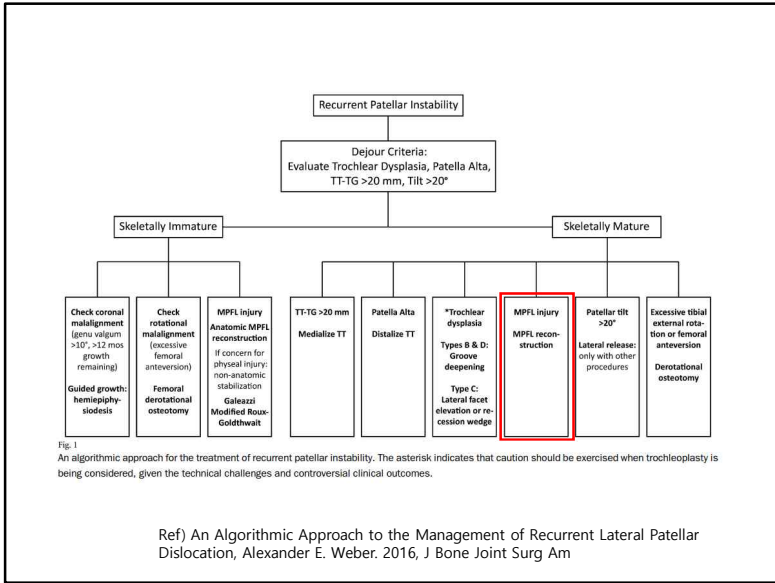 Recurrent Patellar Instability
Dejour Criteria:
Evaluate Trochlear Dysplasia, Patella Alta,
TT-TG >20 mm, Tilt >20°
Skeletally Immature
Skeletally Mature
Check coronal
malalignment
(genu valgum
>10°, >12 mos
growth
remaining)
Guided growth:
hemiepiphy-
siodesis
Check
rotational
malalignment
(excessive
femoral
anteversion)
Femoral
derotational
osteotomy
MPFL injury
Anatomic MPFL
reconstruction
If concern for
physeal injury:
non-anatomic
stabilization
Galeazzi
Modified Roux-
Goldthwait
TT-TG >20 mm
Medialize TT
Patella Alta
Distalize TT
*Trochlear
dysplasia
Types B & D:
Groove
deepening
Type C:
Lateral facet
elevation or re-
cession wedge
MPFL injury
MPFL recon-
struction
Patellar tilt
>20°
Lateral release:
only with other
procedures
Excessive tibial
external rota-
tion or femoral
anteversion
Derotational
osteotomy
Fig. 1
An algorithmic approach for the treatment of recurrent patellar instability. The asterisk indicates that caution should be exercised when trochleoplasty is
being considered, given the technical challenges and controversial clinical outcomes.
Ref) An Algorithmic Approach to the Management of Recurrent Lateral Patellar
Dislocation, Alexander E. Weber. 2016, J Bone Joint Surg Am